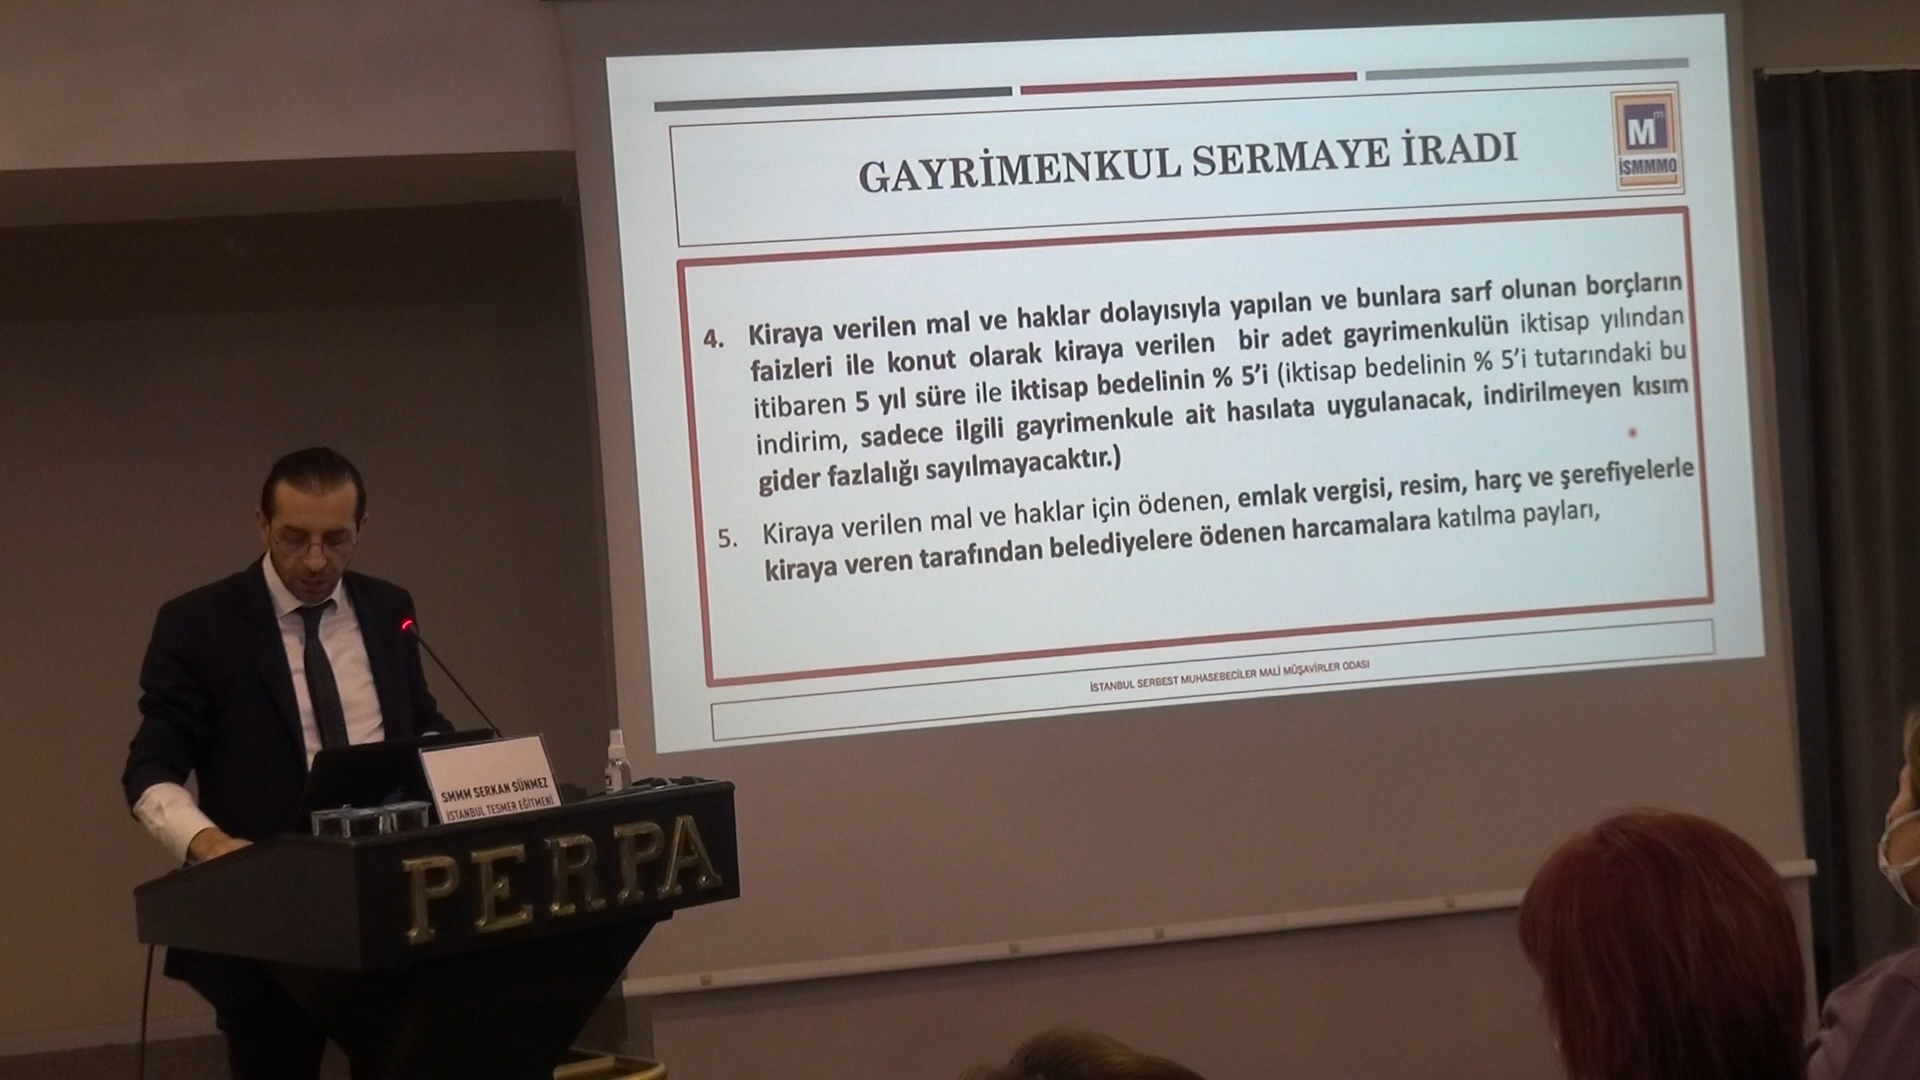 GAYRİMENKUL SERMAYE İRADI
M m
İSMMMO
4. Kiraya verilen mal ve haklar dolayısıyla yapılan ve bunlara sarf olunan borçların
faizleri ile konut olarak kiraya verilen bir adet gayrimenkulün iktisap yılından
itibaren 5 yıl süre ile iktisap bedelinin % 5'i (iktisap bedelinin % 5'i tutarındaki bu
indirim, sadece ilgili gayrimenkule ait hasılata uygulanacak, indirilmeyen kısım
gider fazlalığı sayılmayacaktır.)
5. Kiraya verilen mal ve haklar için ödenen, emlak vergisi, resim, harç ve şerefiyelerle
kiraya veren tarafından belediyelere ödenen harcamalara katılma payları,
İSTANBUL SERBEST MUHASEBECİLER MALİ MÜŞAVİRLER ODASI
SMMM SERKAN SÜNMEZ
İSTANBUL TESMER EĞİTMENİ
PERPA